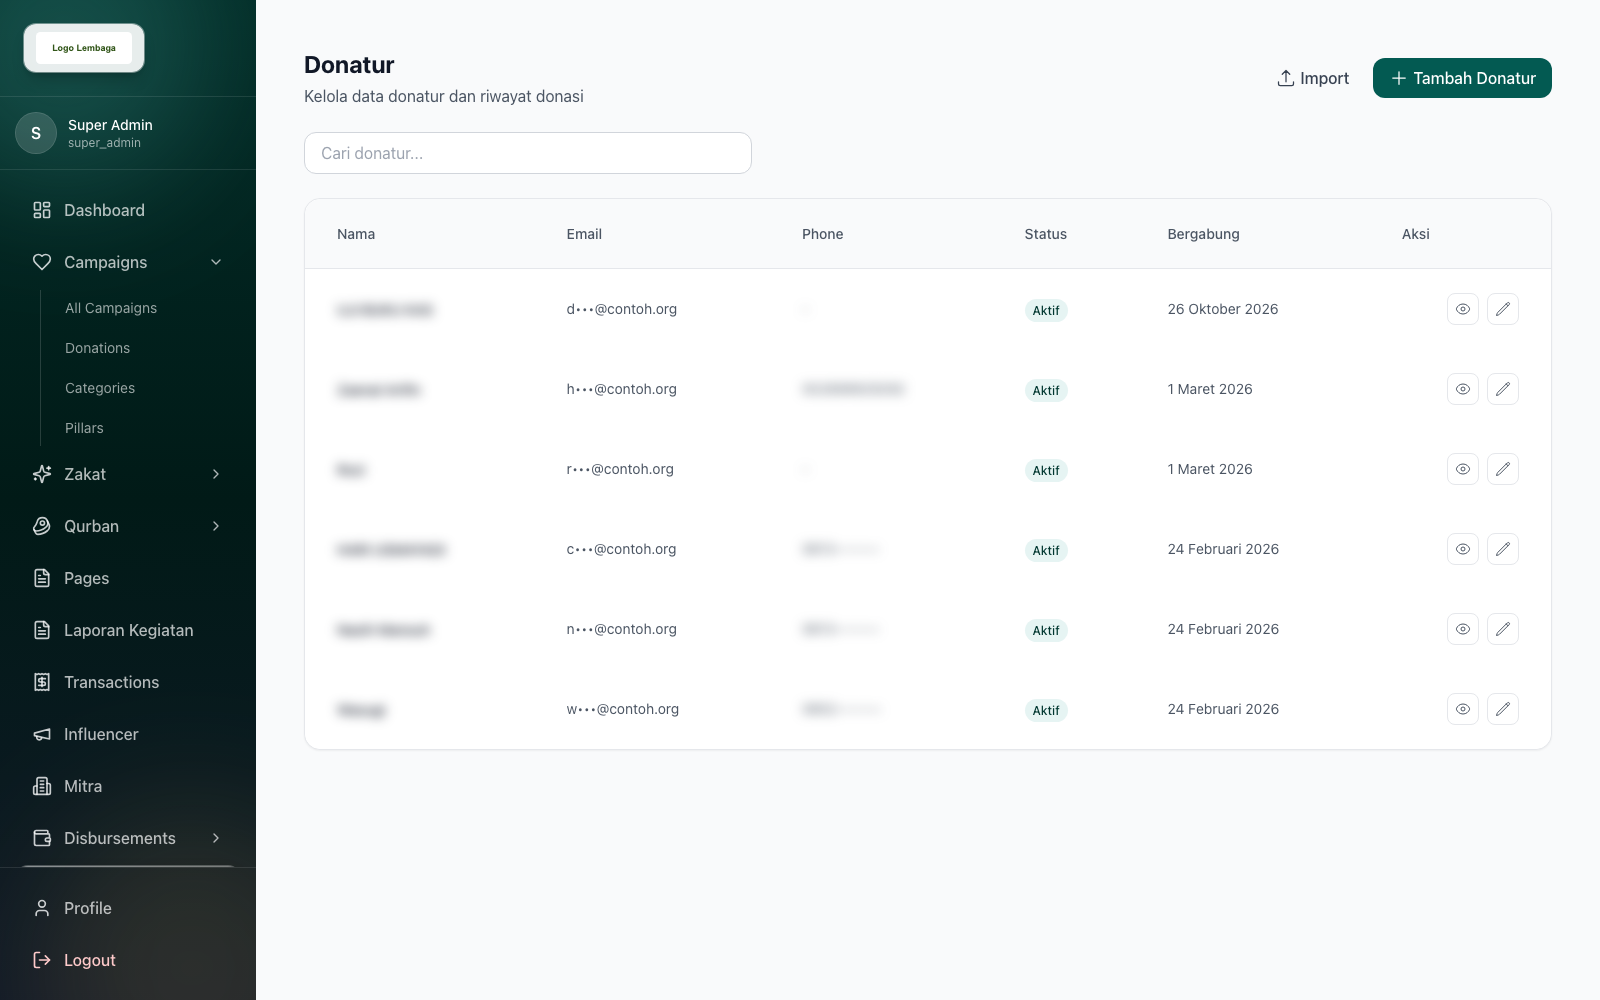 Logo Lembaga
S
Super Admin
super_admin
Dashboard
Campaigns
All Campaigns
Donations
Categories
Pillars
Zakat
Qurban
Pages
Laporan Kegiatan
Transactions
Influencer
Mitra
Disbursements
Profile
Logout
Donatur
Kelola data donatur dan riwayat donasi
Import
Tambah Donatur
Cari donatur...
Nama Email Phone Status Bergabung Aksi
d•••@contoh.org Aktif 26 Oktober 2026
h•••@contoh.org Aktif 1 Maret 2026
r•••@contoh.org Aktif 1 Maret 2026
c•••@contoh.org Aktif 24 Februari 2026
n•••@contoh.org Aktif 24 Februari 2026
w•••@contoh.org Aktif 24 Februari 2026